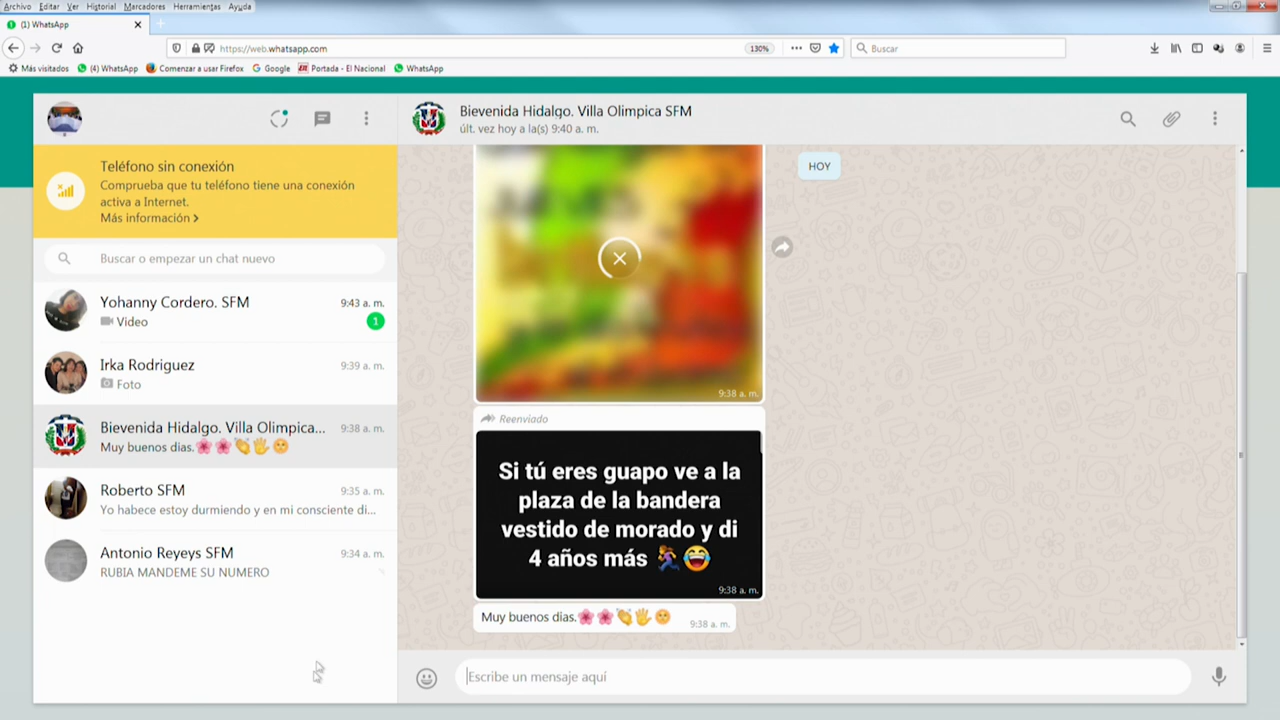 Archivo Editar Ver Historial Marcadores Herramientas Ayuda
(1) WhatsApp
https://web.whatsapp.com
130%
Buscar
Más visitados
(4) WhatsApp
Comenzar a usar Firefox
Google
Portada - El Nacional
WhatsApp
Teléfono sin conexión
Comprueba que tu teléfono tiene una conexión
activa a Internet.
Más información
Buscar o empezar un chat nuevo
Yohanny Cordero. SFM
9:43 a. m.
Video
1
Irka Rodriguez
9:39 a. m.
Foto
Bievenida Hidalgo. Villa Olimpica...
9:38 a. m.
Muy buenos dias.🌸🌸👏🖐🌝
Roberto SFM
9:35 a. m.
Yo habece estoy durmiendo y en mi consciente di...
Antonio Reyeys SFM
9:34 a. m.
RUBIA MANDEME SU NUMERO
Bievenida Hidalgo. Villa Olimpica SFM
últ. vez hoy a la(s) 9:40 a. m.
HOY
9:38 a. m.
Reenviado
Si tú eres guapo ve a la
plaza de la bandera
vestido de morado y di
4 años más 🏃‍♀️😂
9:38 a. m.
Muy buenos dias.🌸🌸👏🖐🌝
9:38 a. m.
Escribe un mensaje aquí